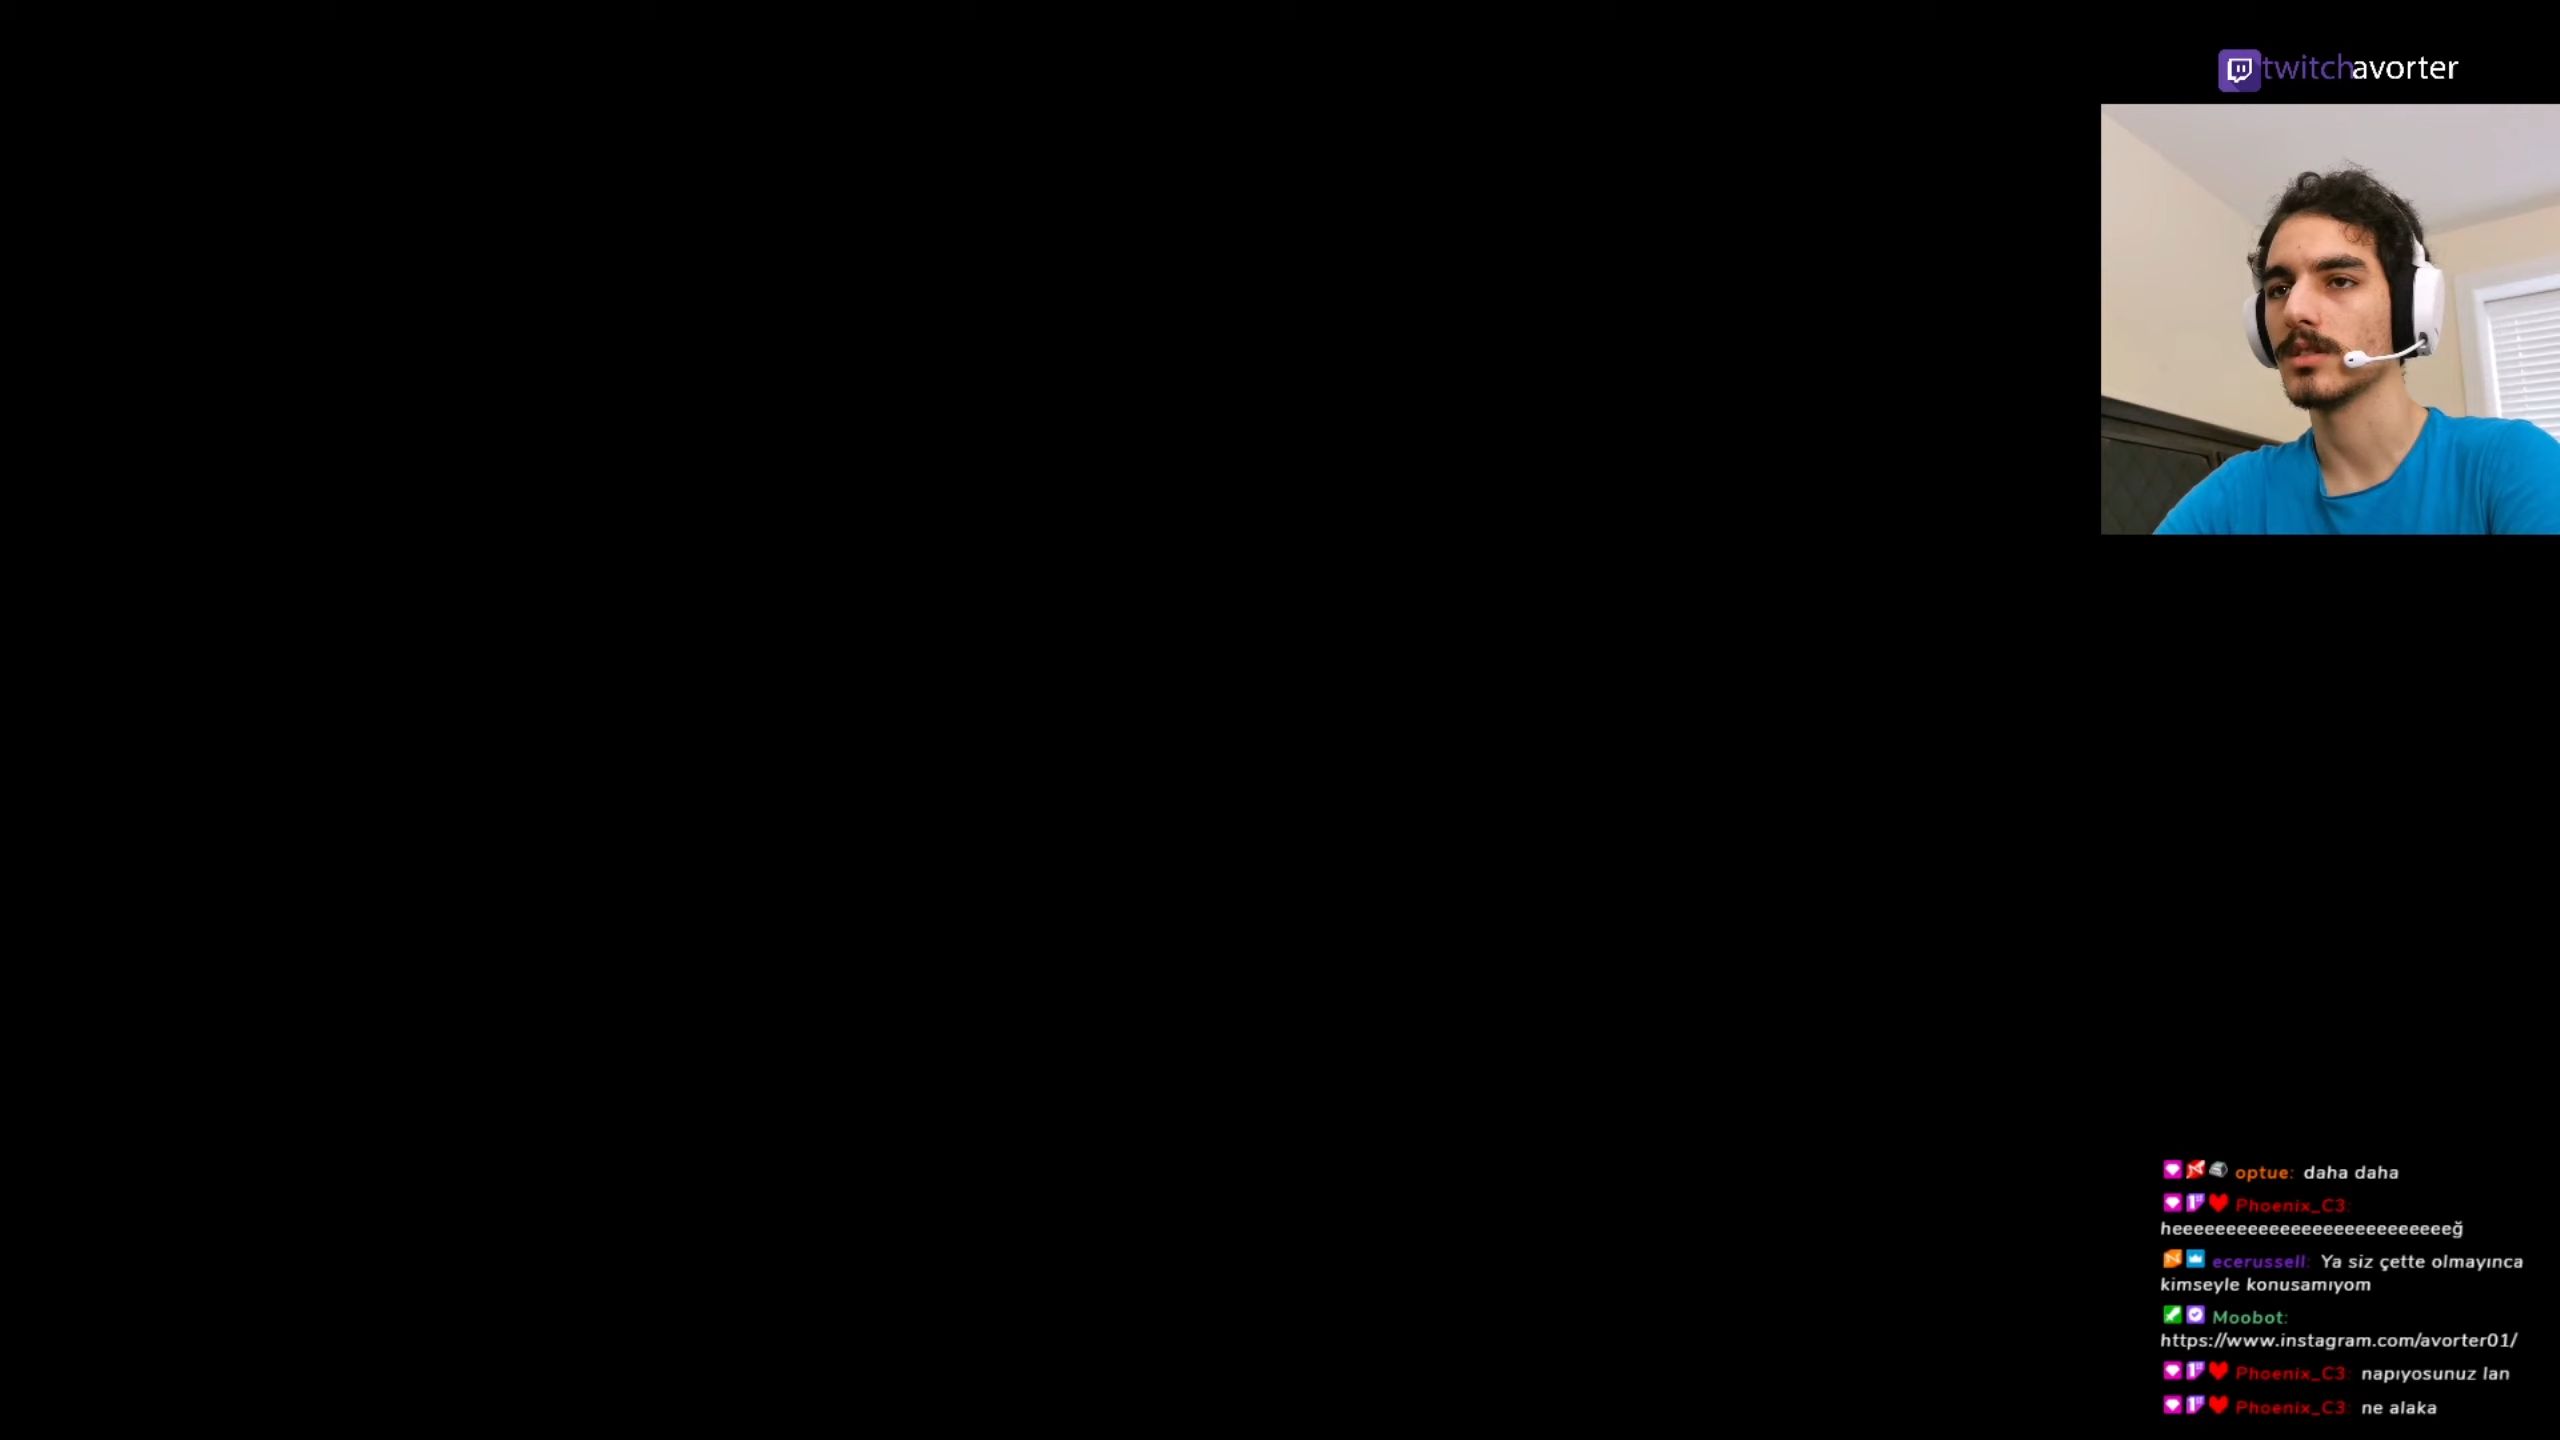 twitchavorter
optue: daha daha
Phoenix_C3:
heeeeeeeeeeeeeeeeeeeeeeeeeeğ
ecerussell: Ya siz çette olmayınca
kimseyle konusamıyom
Moobot:
https://www.instagram.com/avorter01/
Phoenix_C3: napıyosunuz lan
Phoenix_C3: ne alaka